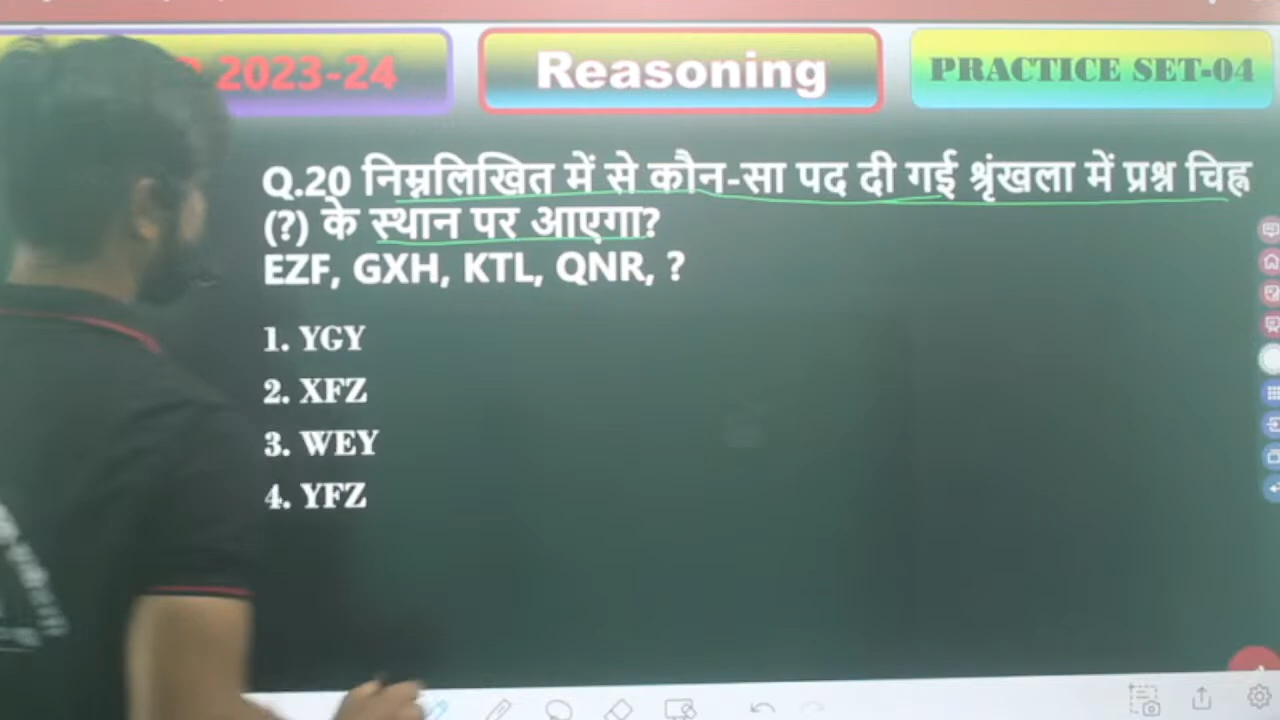 2023-24
Reasoning
PRACTICE SET-04
Q.20 निम्नलिखित में से कौन-सा पद दी गई श्रृंखला में प्रश्न चिह्न
(?) के स्थान पर आएगा?
EZF, GXH, KTL, QNR, ?
1. YGY
2. XFZ
3. WEY
4. YFZ